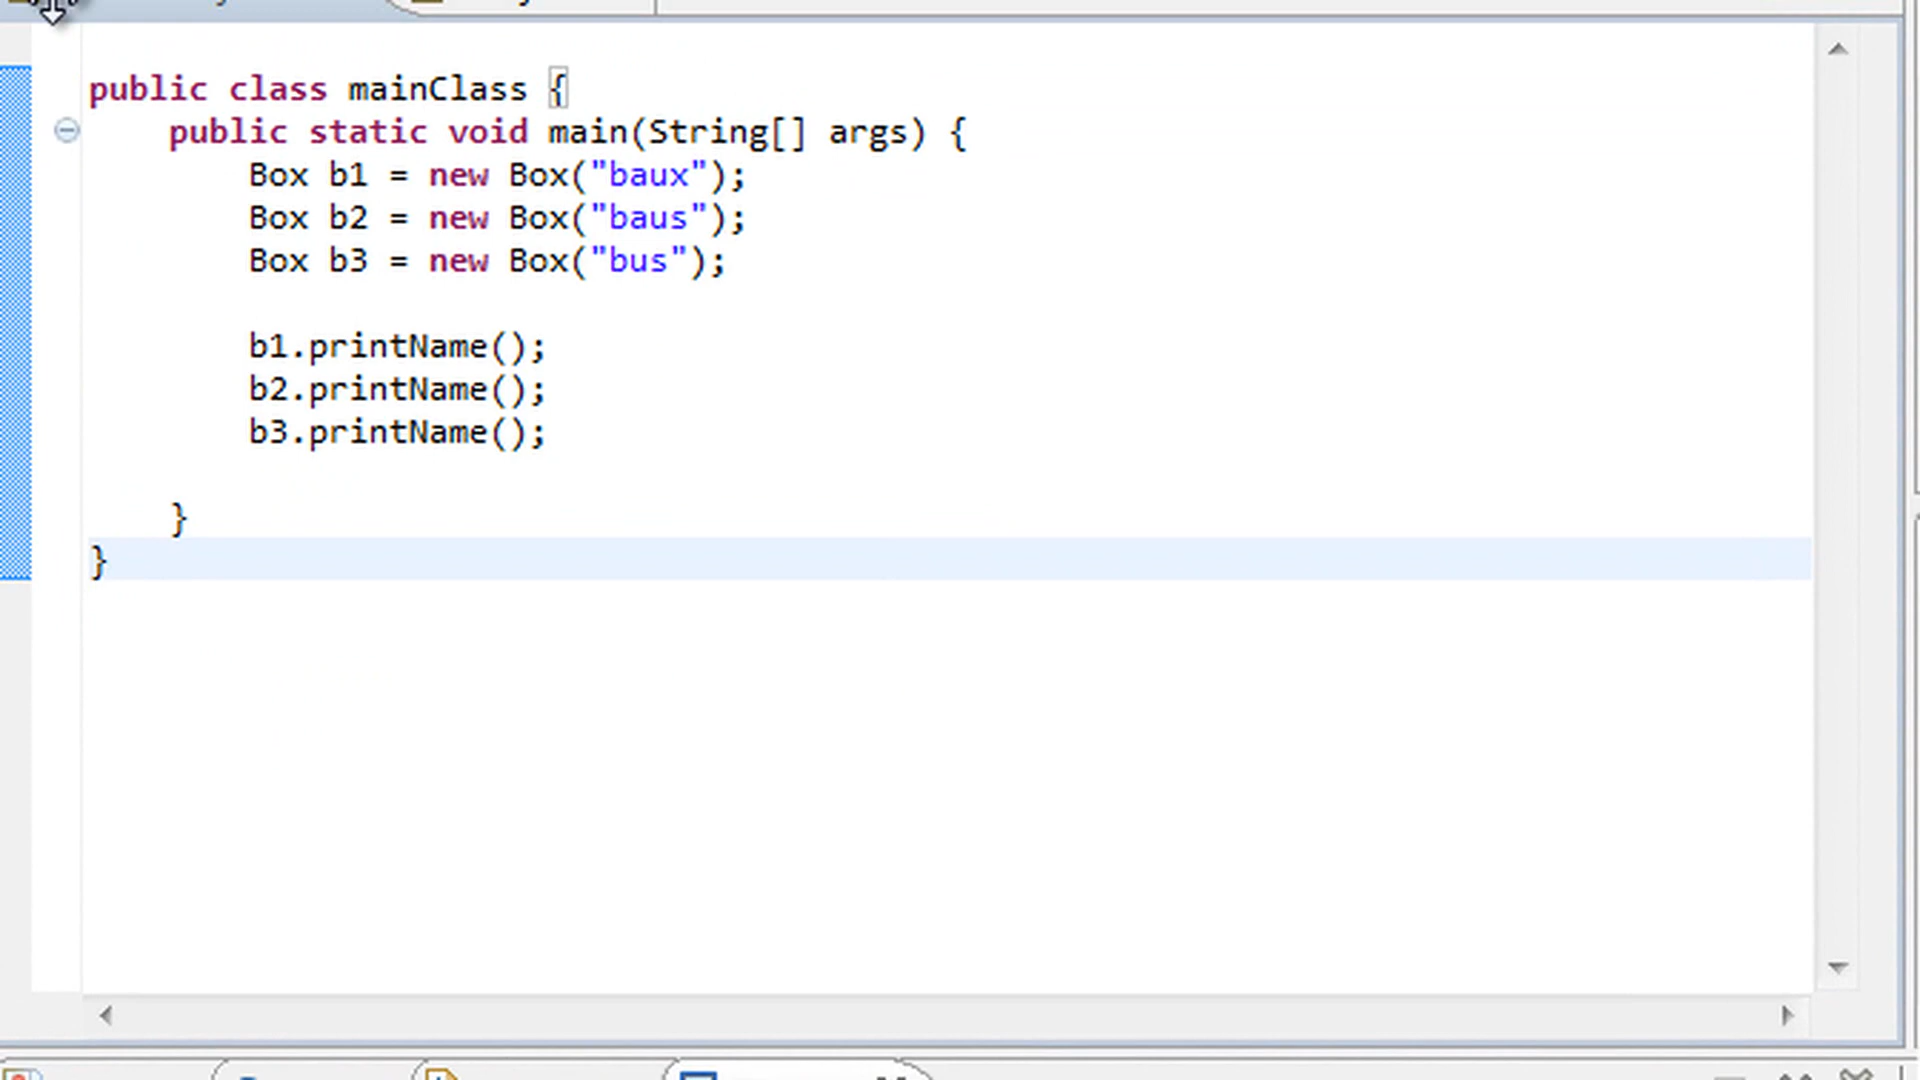 public class mainClass {
public static void main(String[] args) {
Box b1 = new Box("baux");
Box b2 = new Box("baus");
Box b3 = new Box("bus");
b1.printName();
b2.printName();
b3.printName();
}
}